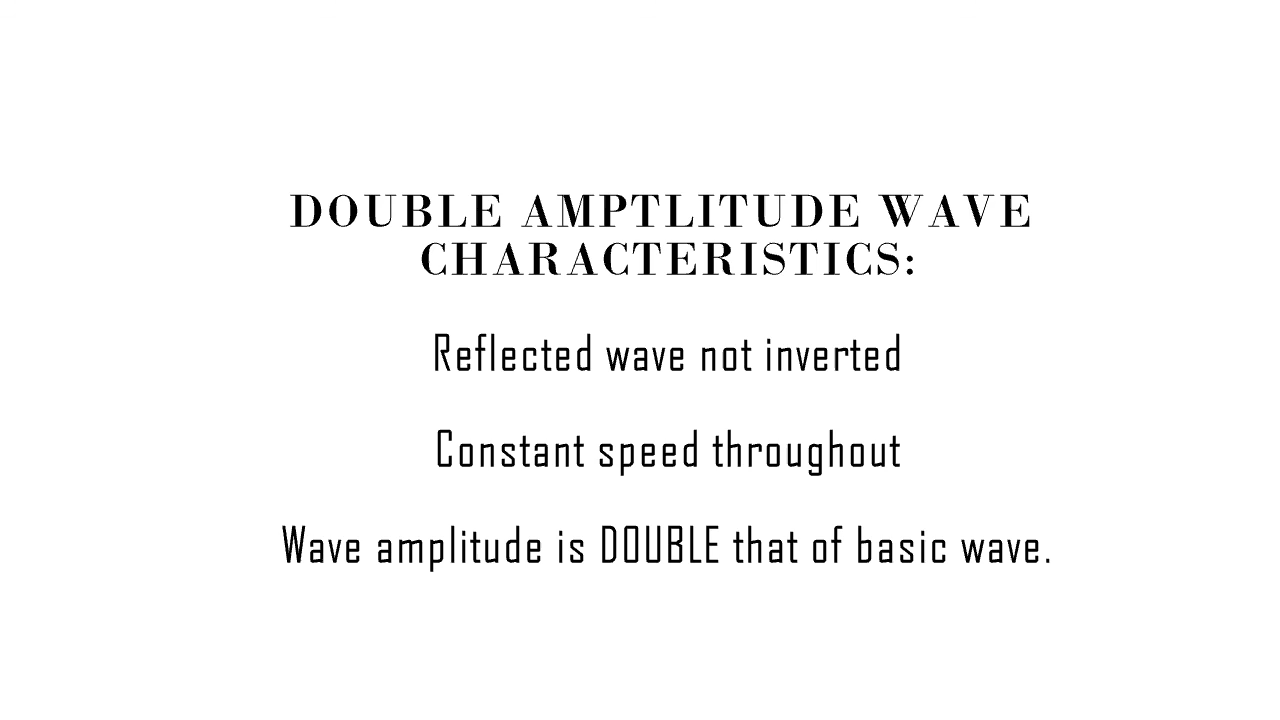 DOUBLE AMPTLITUDE WAVE
CHARACTERISTICS:
Reflected wave not inverted
Constant speed throughout
Wave amplitude is DOUBLE that of basic wave.